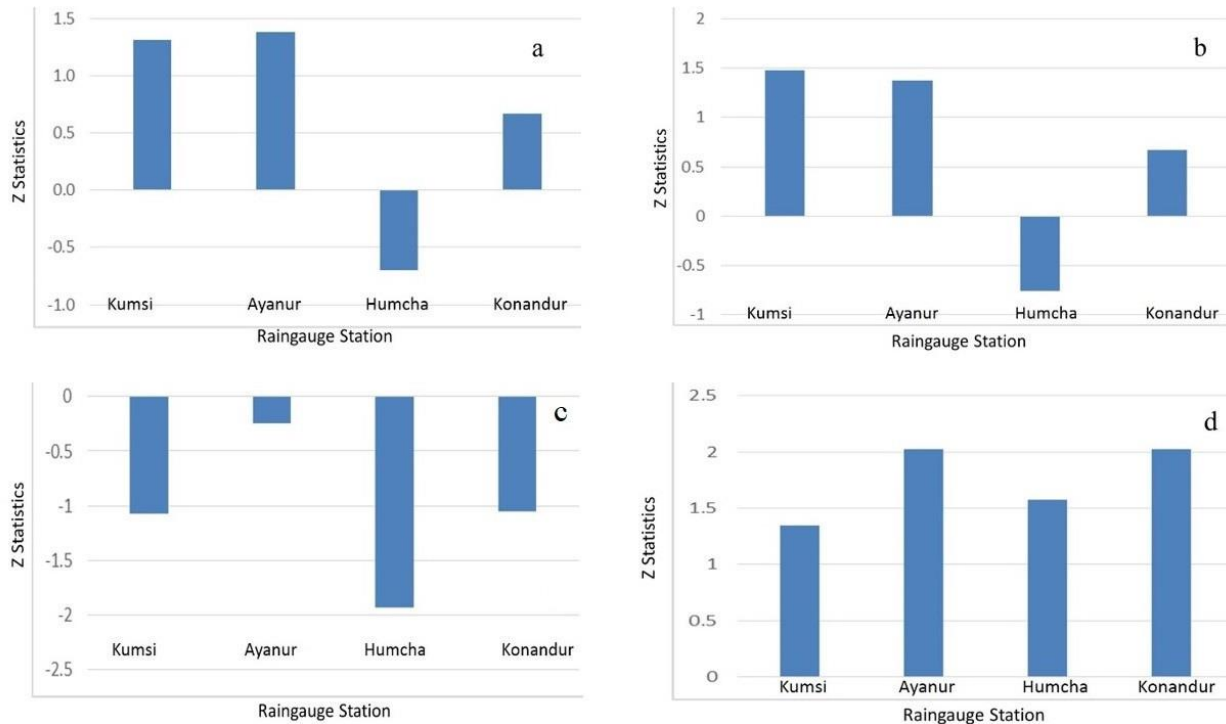 a
1.5
1.0
0.5
0.0
-0.5
-1.0
Z Statistics
Kumsi Ayanur Humcha Konandur
Raingauge Station
b
2
1.5
1
0.5
0
-0.5
-1
Z Statistics
Kumsi Ayanur Humcha Konandur
Raingauge Station
c
0
-0.5
-1
-1.5
-2
-2.5
Z Statistics
Kumsi Ayanur Humcha Konandur
Raingauge Station
d
2.5
2
1.5
1
0.5
0
Z Statistics
Kumsi Ayanur Humcha Konandur
Raingauge Station